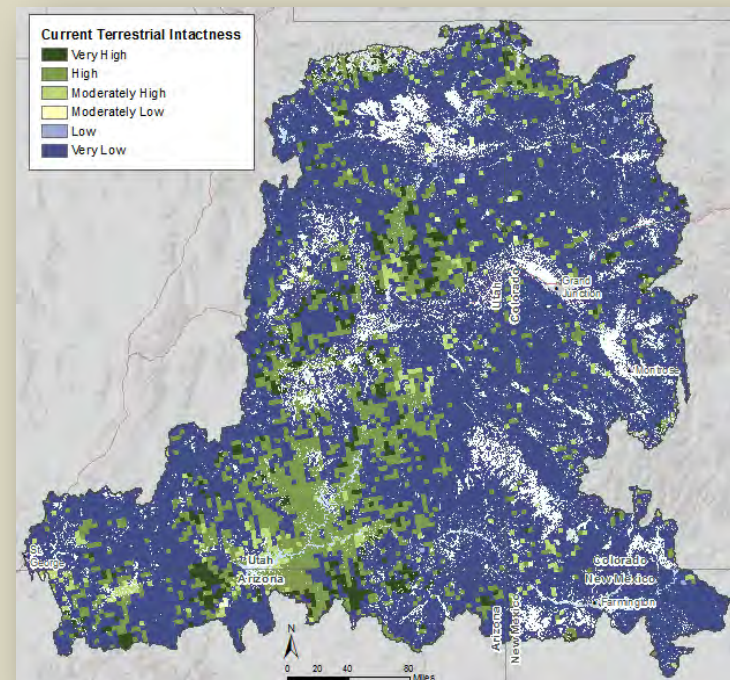 Current Terrestrial Intactness
Very High
High
Moderately High
Moderately Low
Low
Very Low
Utah
Colorado
Grand
Junction
Montrose
St.
George
Utah
Arizona
Colorado
New Mexico
Farmington
Arizona
New Mexico
N
0 20 40 80
Miles